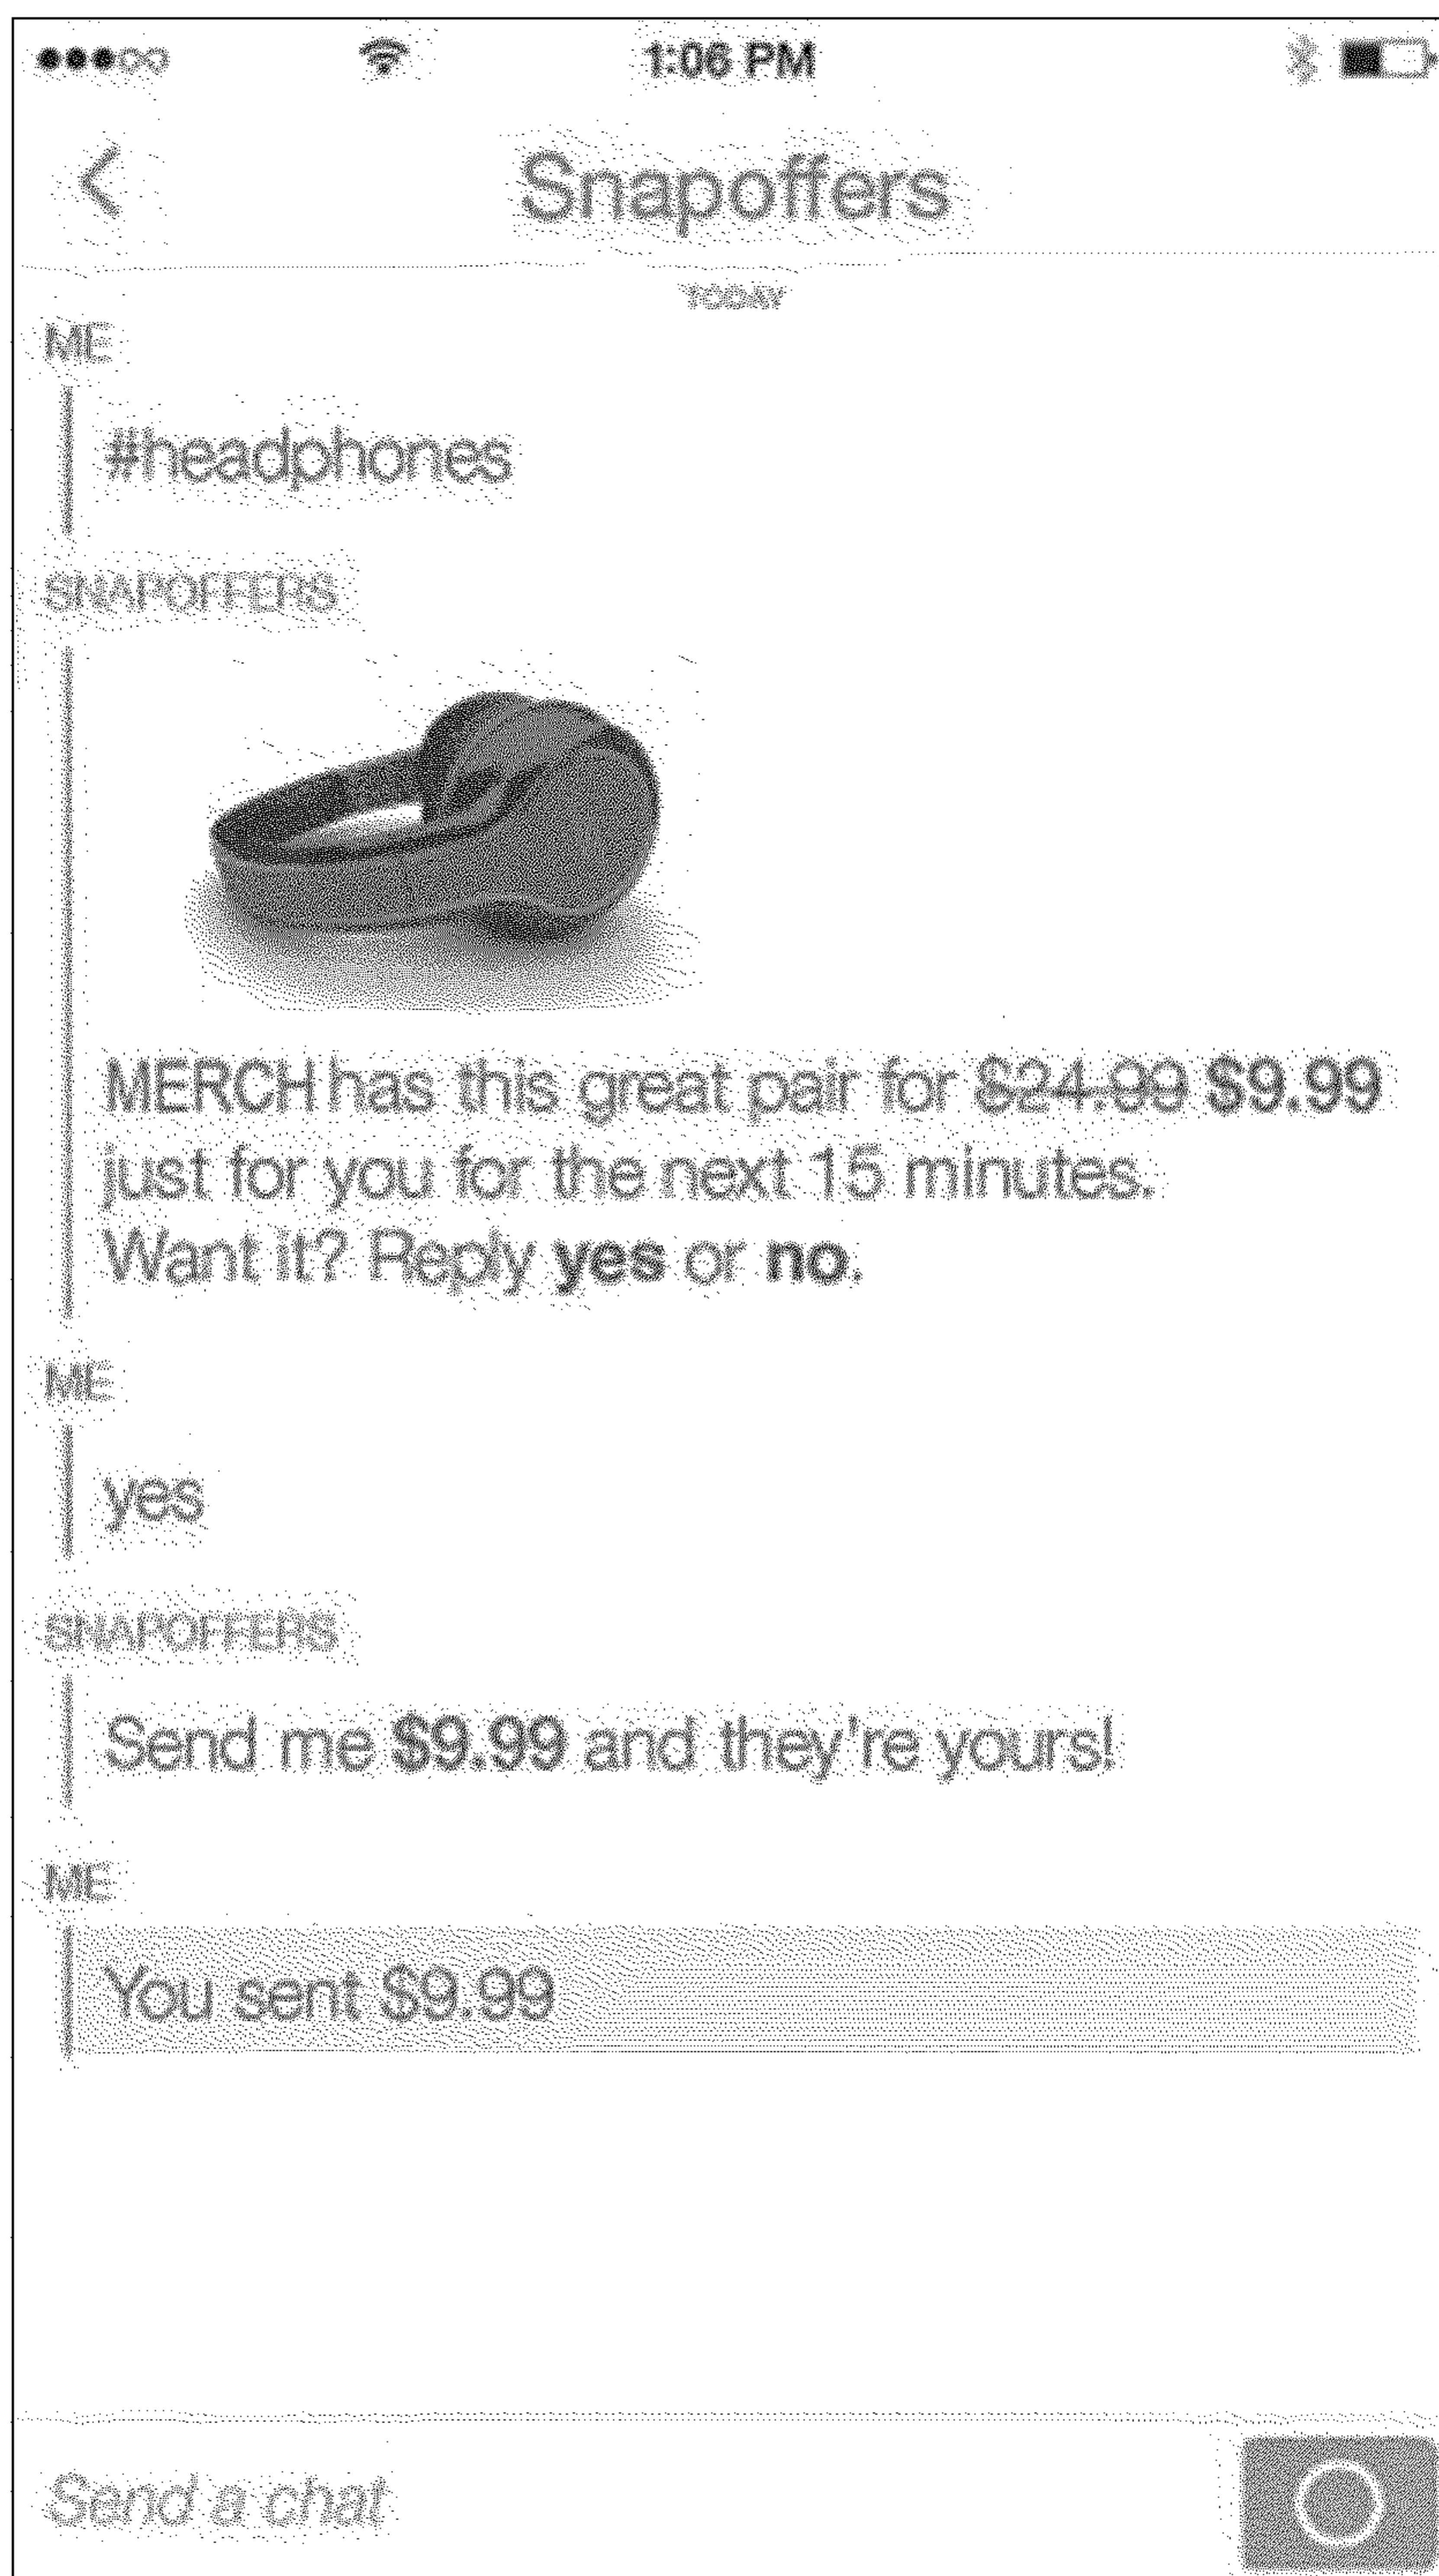 1:06 PM
Snapoffers
TODAY
ME
#headphones
SNAPOFFERS
MERCH has this great pair for $24.99 $9.99
just for you for the next 15 minutes.
Want it? Reply yes or no.
ME
yes
SNAPOFFERS
Send me $9.99 and they're yours!
ME
You sent $9.99
Send a chat